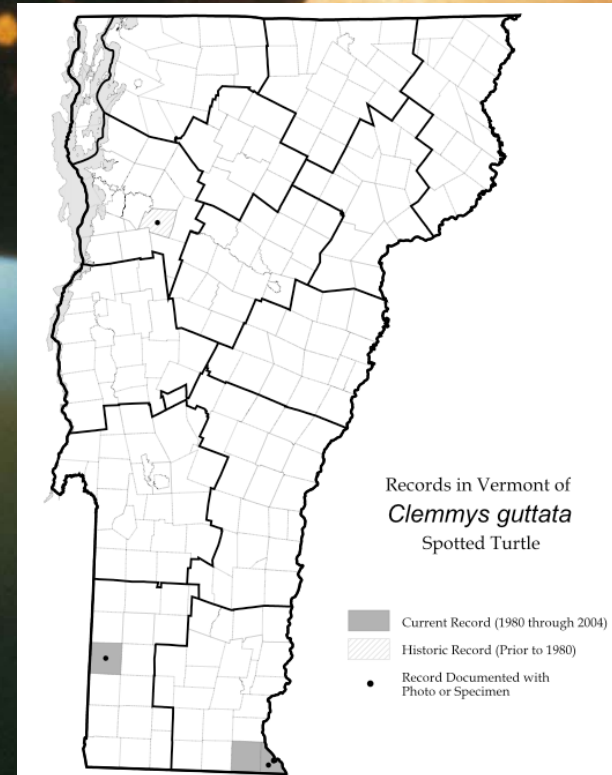 Records in Vermont of
Clemmys guttata
Spotted Turtle
Current Record (1980 through 2004)
Historic Record (Prior to 1980)
Record Documented with
Photo or Specimen